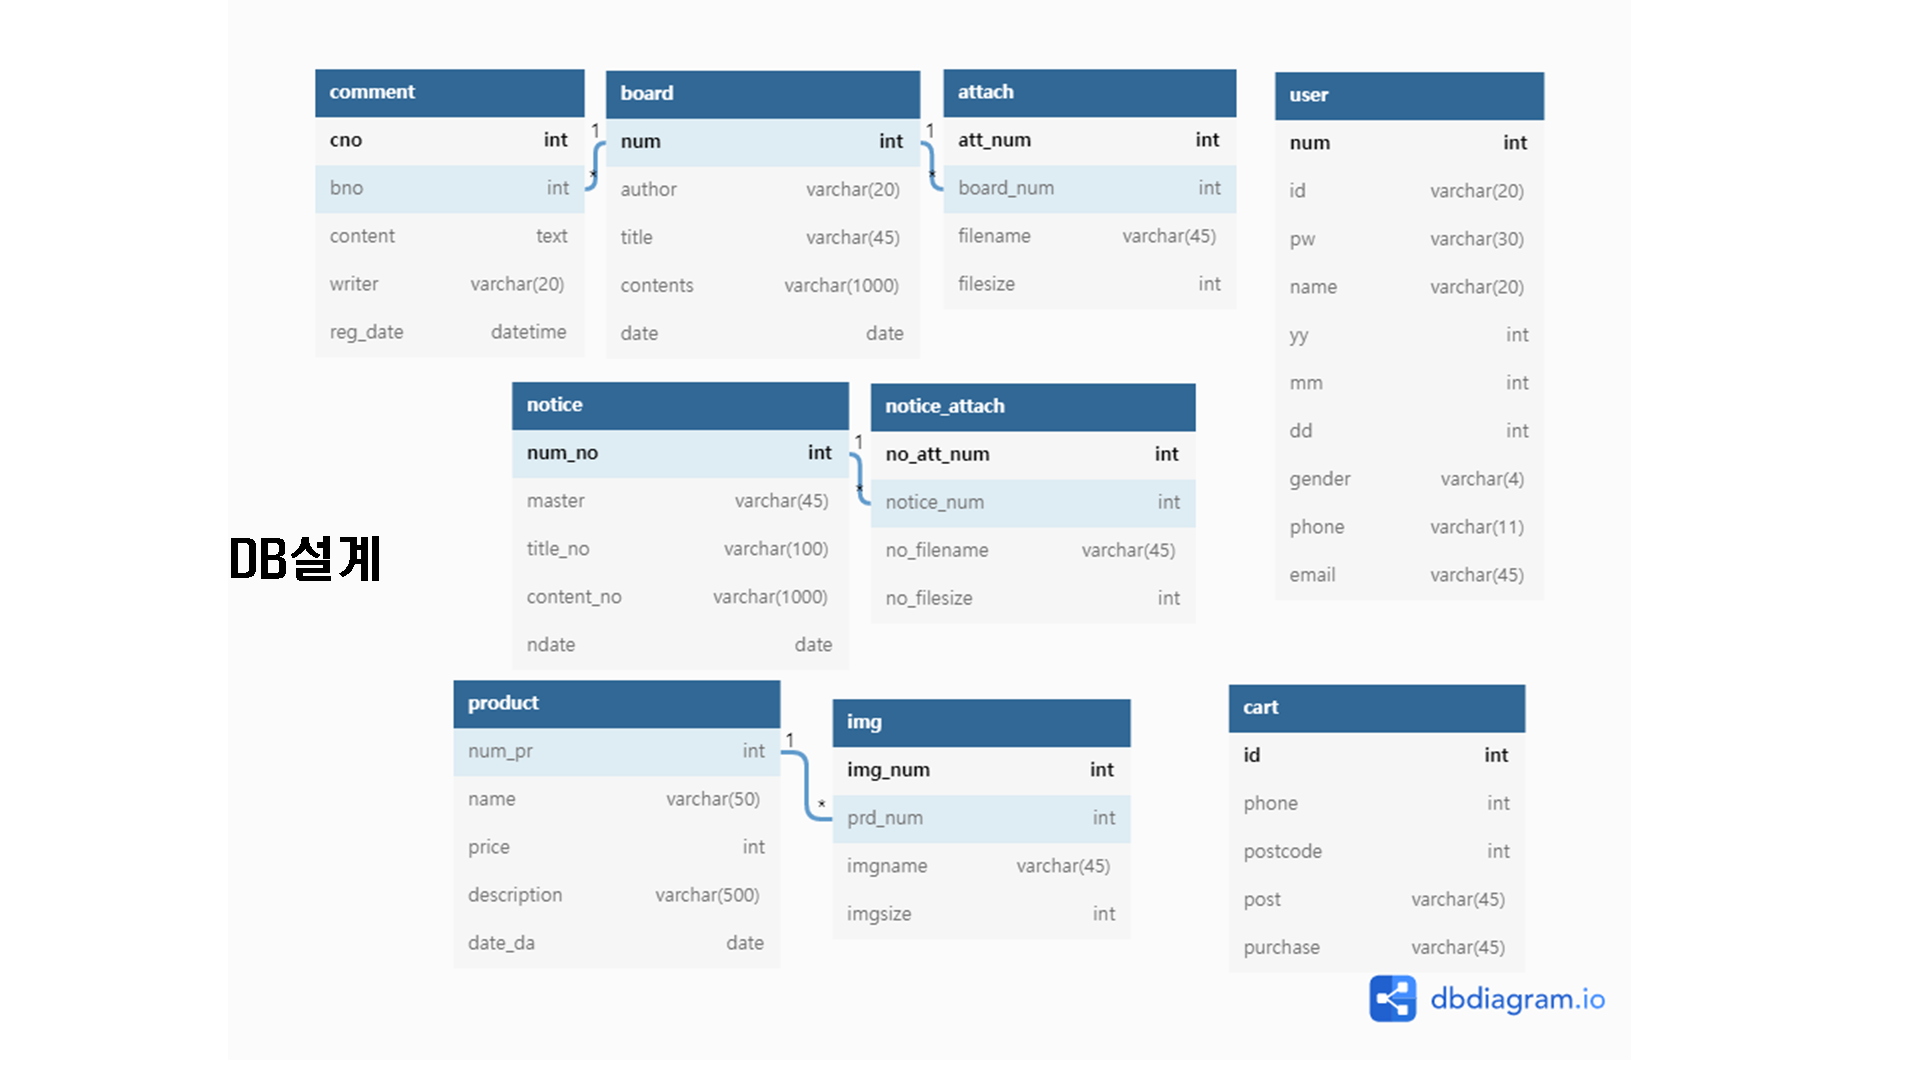 comment
cno int
bno int
content text
writer varchar(20)
reg_date datetime
1
*
board
num int
author varchar(20)
title varchar(45)
contents varchar(1000)
date date
1
*
attach
att_num int
board_num int
filename varchar(45)
filesize int
user
num int
id varchar(20)
pw varchar(30)
name varchar(20)
yy int
mm int
dd int
gender varchar(4)
phone varchar(11)
email varchar(45)
notice
num_no int
master varchar(45)
title_no varchar(100)
content_no varchar(1000)
ndate date
1
*
notice_attach
no_att_num int
notice_num int
no_filename varchar(45)
no_filesize int
DB설계
product
num_pr int
name varchar(50)
price int
description varchar(500)
date_da date
1
*
img
img_num int
prd_num int
imgname varchar(45)
imgsize int
cart
id int
phone int
postcode int
post varchar(45)
purchase varchar(45)
dbdiagram.io